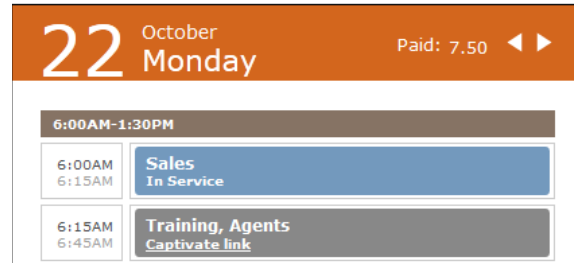 22
October
Monday
Paid: 7.50
6:00AM-1:30PM
6:00AM
6:15AM
Sales
In Service
6:15AM
6:45AM
Training, Agents
Captivate link